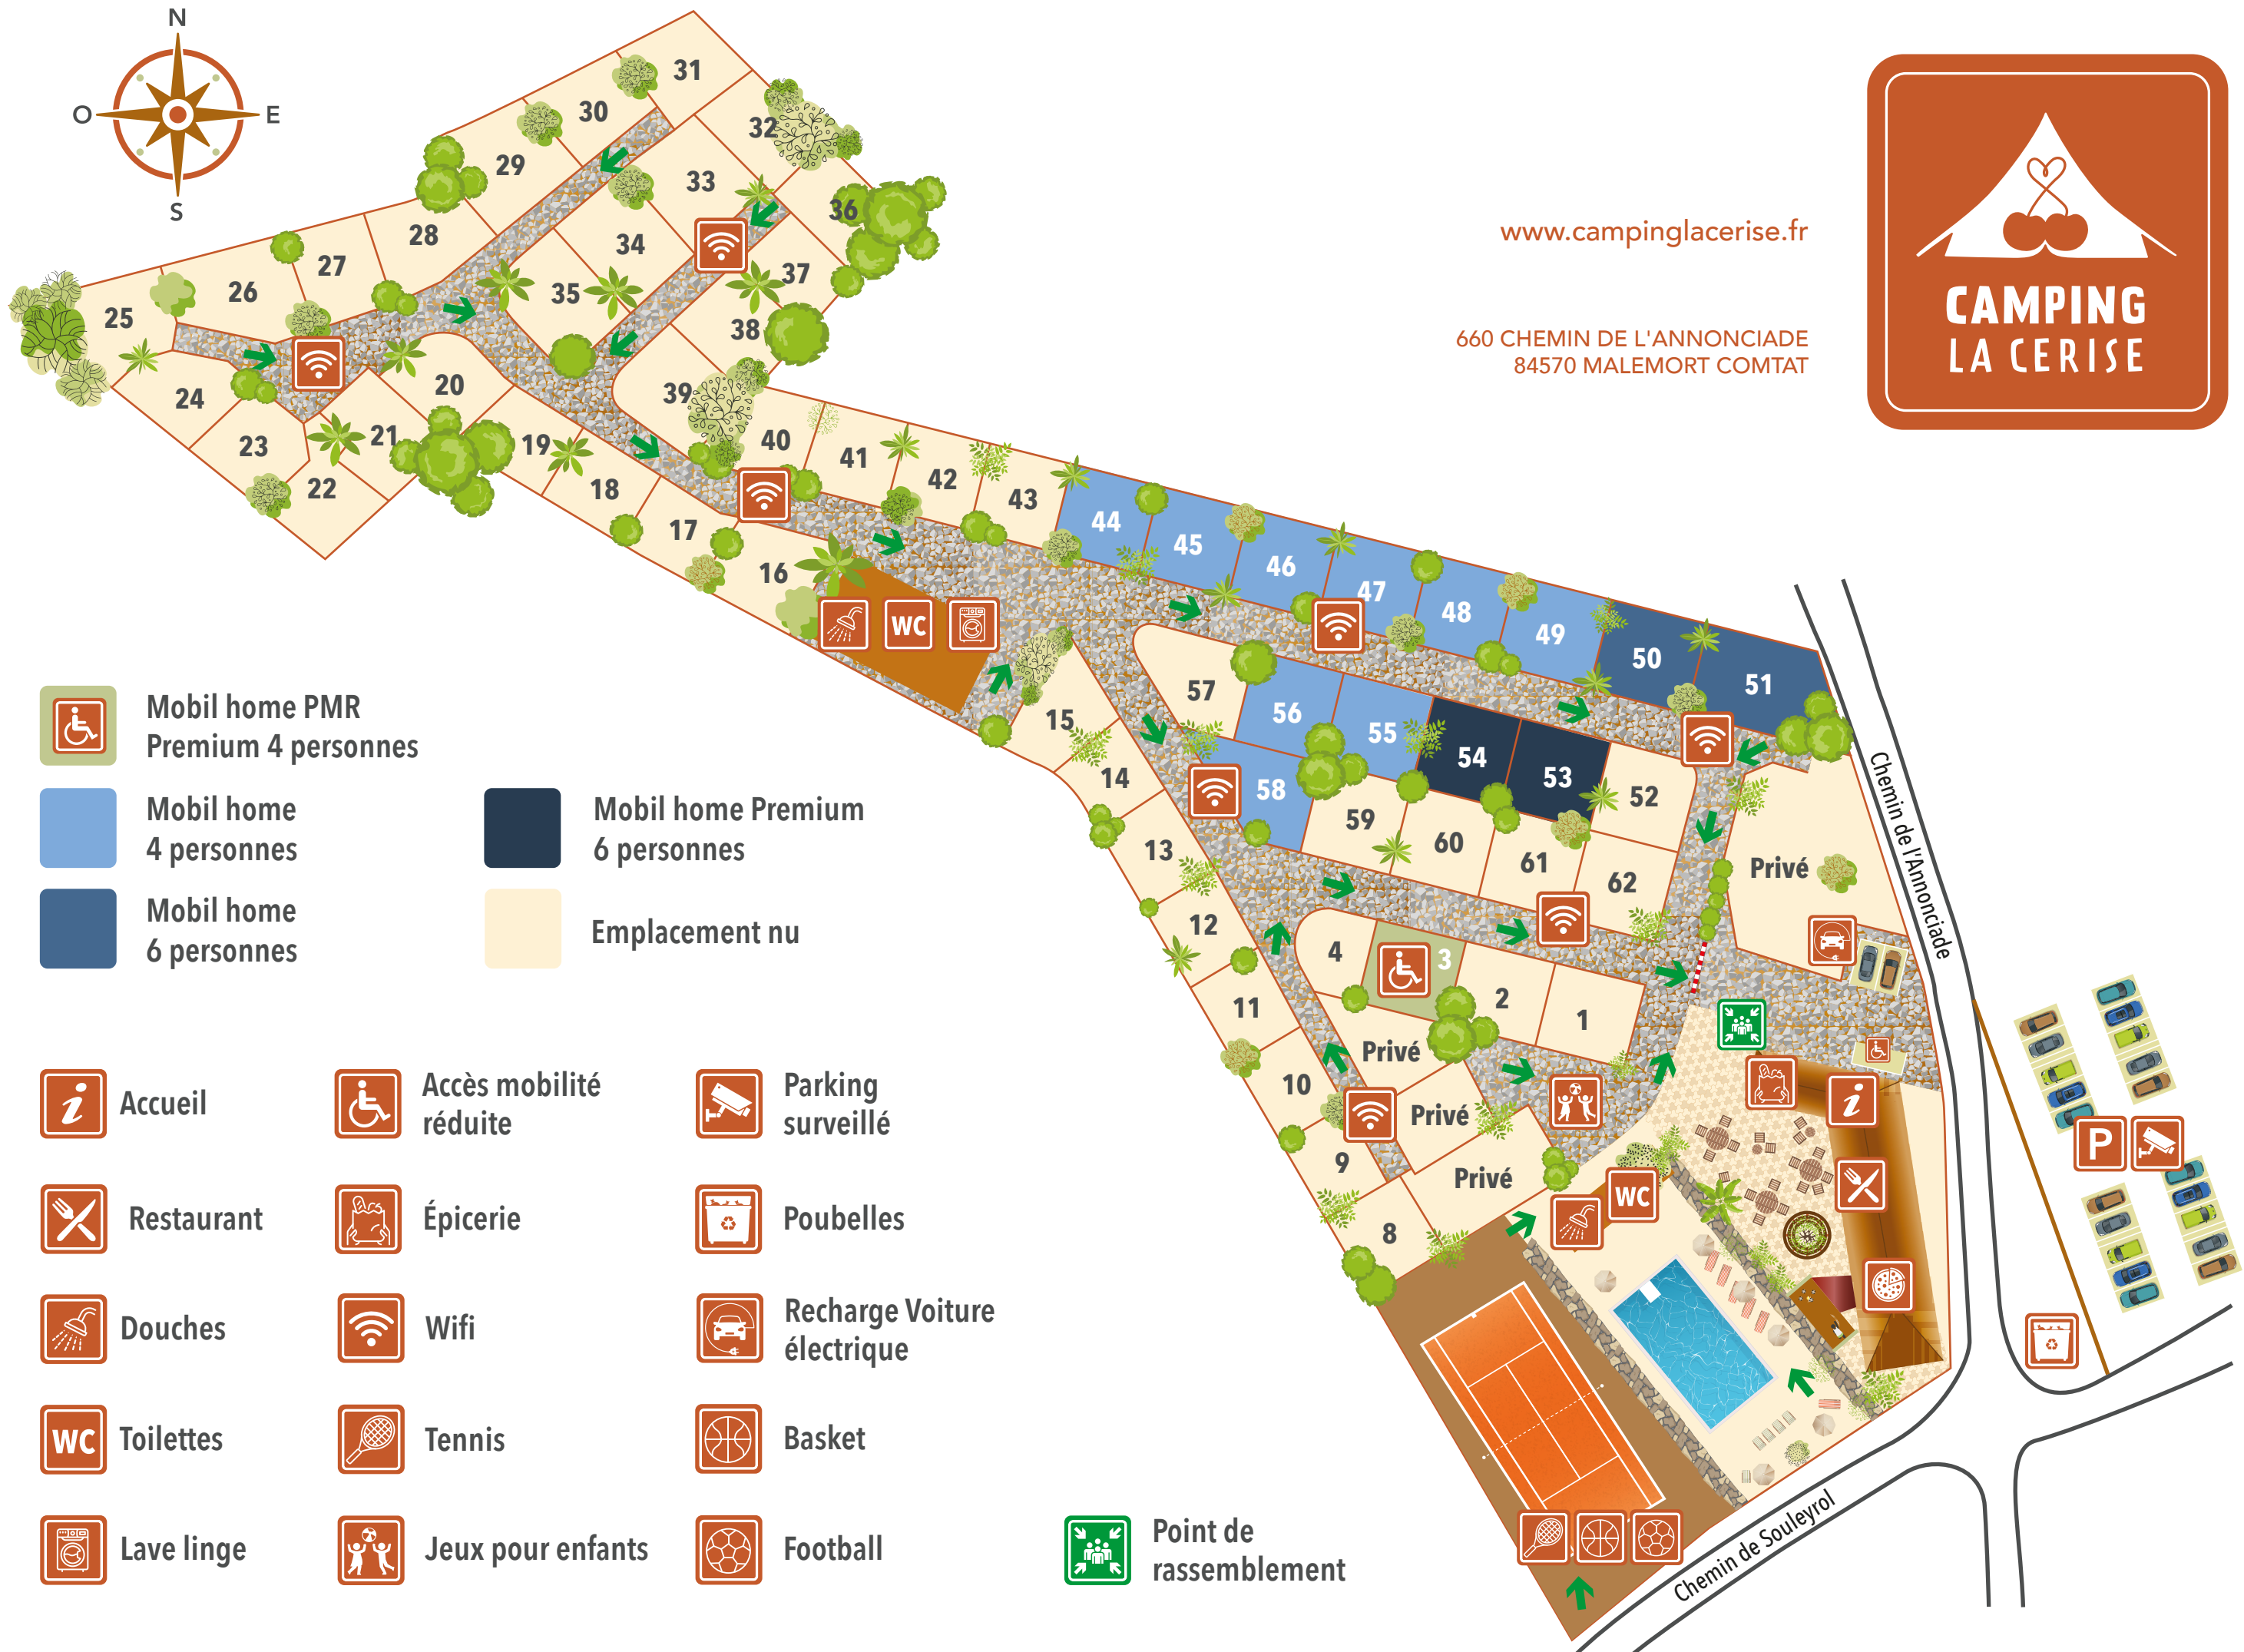 N
O
E
S
www.campinglacerise.fr
660 CHEMIN DE L'ANNONCIADE
84570 MALEMORT COMTAT
CAMPING
LA CERISE
31
30
32
29
33
36
28
34
27
37
26
35
25
38
20
39
24
40
21
19
41
23
42
22
18
43
17
44
45
16
46
47
48
49
50
51
WC
57
56
15
55
54
53
14
58
52
59
60
13
61
62
Privé
12
4
3
2
1
11
Privé
10
Privé
9
Privé
8
WC
P
Chemin de l'Annonciade
Chemin de Souleyrol
Mobil home PMR
Premium 4 personnes
Mobil home
4 personnes
Mobil home Premium
6 personnes
Mobil home
6 personnes
Emplacement nu
Accueil
Accès mobilité
réduite
Parking
surveillé
Restaurant
Épicerie
Poubelles
Douches
Wifi
Recharge Voiture
électrique
WC
Toilettes
Tennis
Basket
Lave linge
Jeux pour enfants
Football
Point de
rassemblement